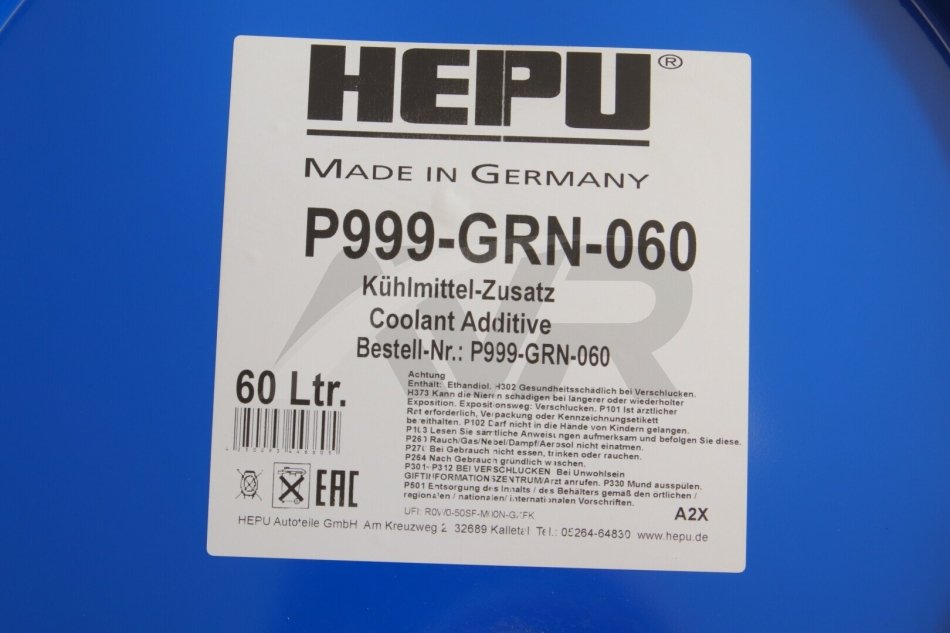 HEPU®
MADE IN GERMANY
P999-GRN-060
Kühlmittel-Zusatz
Coolant Additive
Bestell-Nr.: P999-GRN-060
60 Ltr.
Achtung
Enthält: Ethandiol. H302 Gesundheitsschädlich bei Verschlucken.
H373 Kann die Nieren schädigen bei längerer oder wiederholter
Exposition. Expositionsweg: Verschlucken. P101 Ist ärztlicher
Rat erforderlich, Verpackung oder Kennzeichnungsetikett
bereithalten. P102 Darf nicht in die Hände von Kindern gelangen.
P103 Lesen Sie sämtliche Anweisungen aufmerksam und befolgen Sie diese.
P260 Rauch/Gas/Nebel/Dampf/Aerosol nicht einatmen.
P270 Bei Gebrauch nicht essen, trinken oder rauchen.
P264 Nach Gebrauch gründlich waschen.
P301+P312 BEI VERSCHLUCKEN: Bei Unwohlsein
GIFTINFORMATIONSZENTRUM/Arzt anrufen. P330 Mund ausspülen.
P501 Entsorgung des Inhalts / des Behälters gemäß den örtlichen /
regionalen / nationalen/ internationalen Vorschriften.
EAC
UFI:
A2X
HEPU Autoteile GmbH Am Kreuzweg 2 32689 Kalletal Tel.: 05264-64830 www.hepu.de